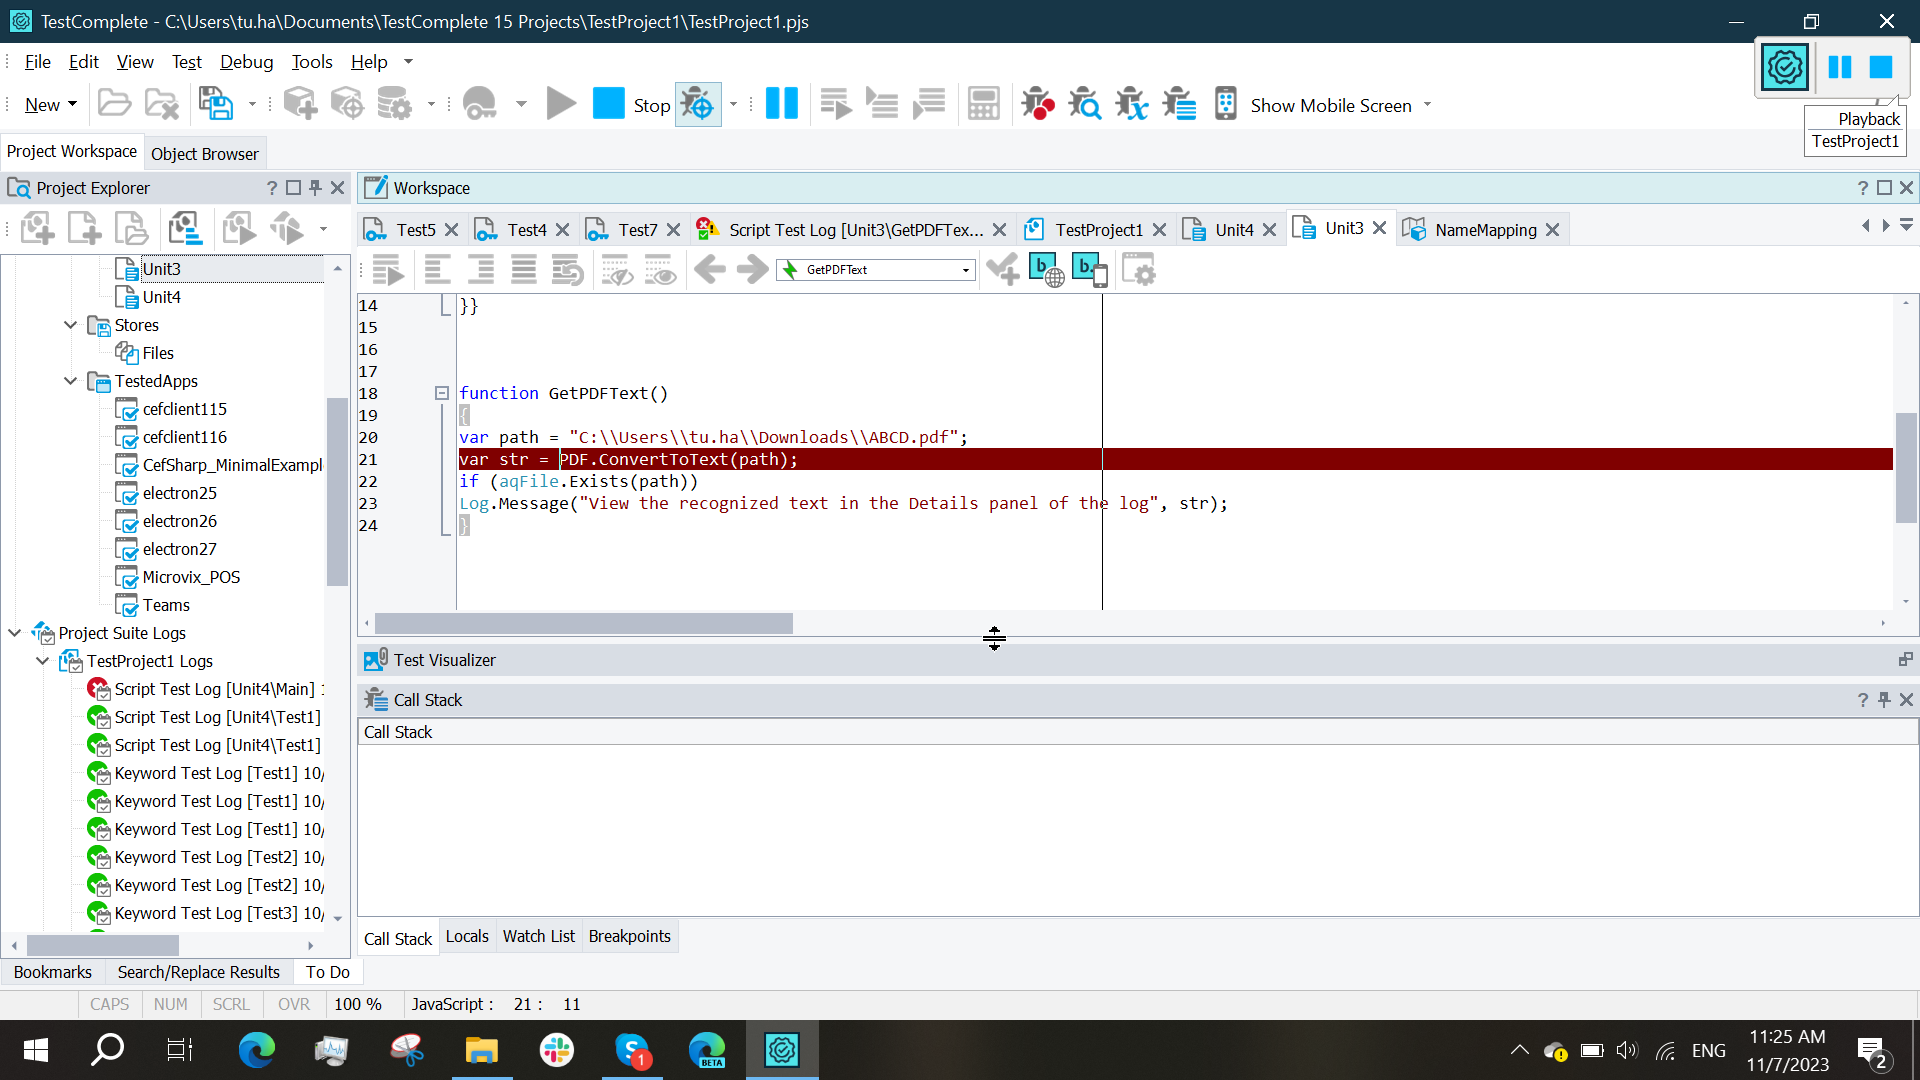 TestComplete - C:\Users\tu.ha\Documents\TestComplete 15 Projects\TestProject1\TestProject1.pjs
File Edit View Test Debug Tools Help
New Stop Show Mobile Screen
Playback
TestProject1
Project Workspace Object Browser
Project Explorer ?
Workspace ?
Test5 Test4 Test7 Script Test Log [Unit3\GetPDFTex... TestProject1 Unit4 Unit3 NameMapping
b b. GetPDFText
Unit3
Unit4
Stores
Files
TestedApps
cefclient115
cefclient116
CefSharp_MinimalExampl
electron25
electron26
electron27
Microvix_POS
Teams
Project Suite Logs
TestProject1 Logs
Script Test Log [Unit4\Main] 1
Script Test Log [Unit4\Test1]
Script Test Log [Unit4\Test1]
Keyword Test Log [Test1] 10/
Keyword Test Log [Test1] 10/
Keyword Test Log [Test1] 10/
Keyword Test Log [Test2] 10/
Keyword Test Log [Test2] 10/
Keyword Test Log [Test3] 10/
14 }}
15
16
17
18 function GetPDFText()
19 {
20 var path = "C:\\Users\\tu.ha\\Downloads\\ABCD.pdf";
21 var str = PDF.ConvertToText(path);
22 if (aqFile.Exists(path))
23 Log.Message("View the recognized text in the Details panel of the log", str);
24 }
Test Visualizer
Call Stack ?
Call Stack
Call Stack Locals Watch List Breakpoints
Bookmarks Search/Replace Results To Do
CAPS NUM SCRL OVR 100 % JavaScript : 21 : 11
1 BETA ENG 11:25 AM
11/7/2023 2